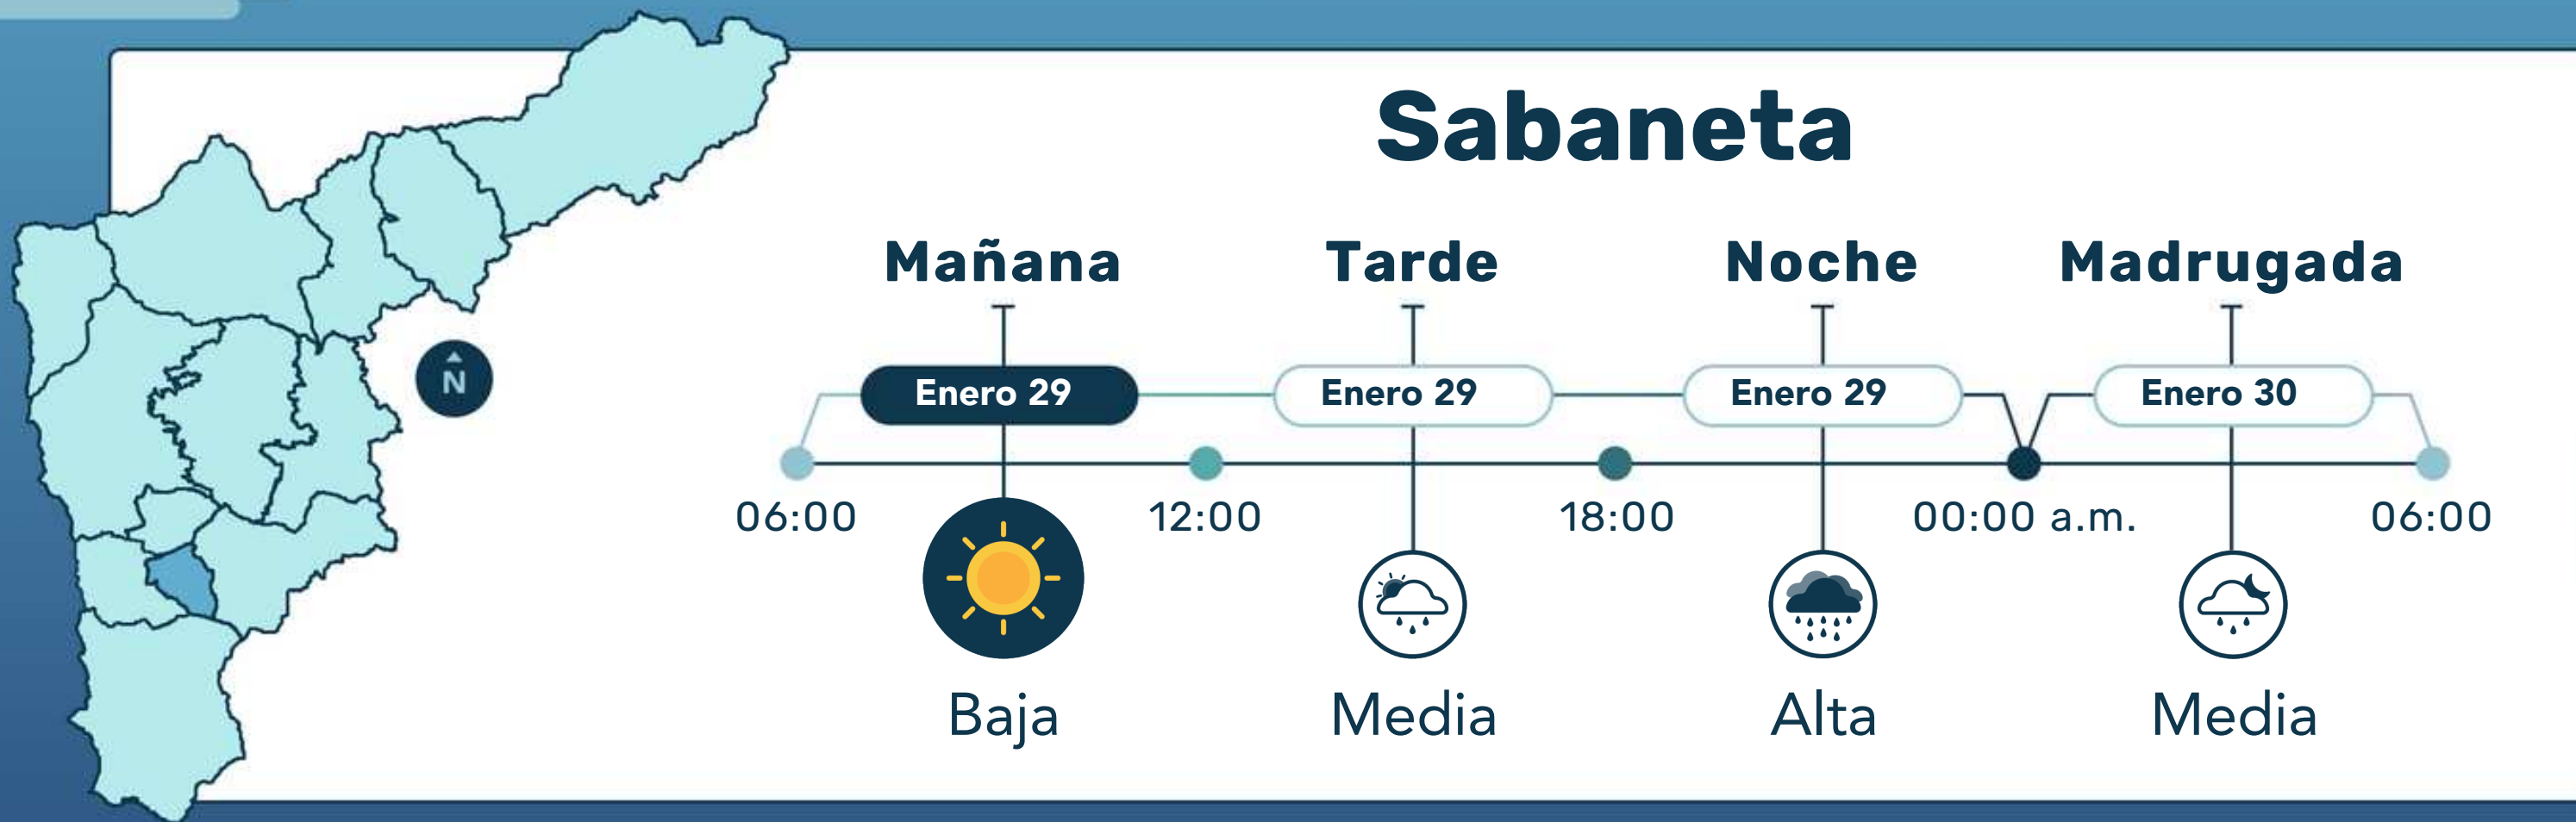 Sabaneta
Mañana Tarde Noche Madrugada
Enero 29 Enero 29 Enero 29 Enero 30
N
06:00 12:00 18:00 00:00 a.m. 06:00
Baja Media Alta Media